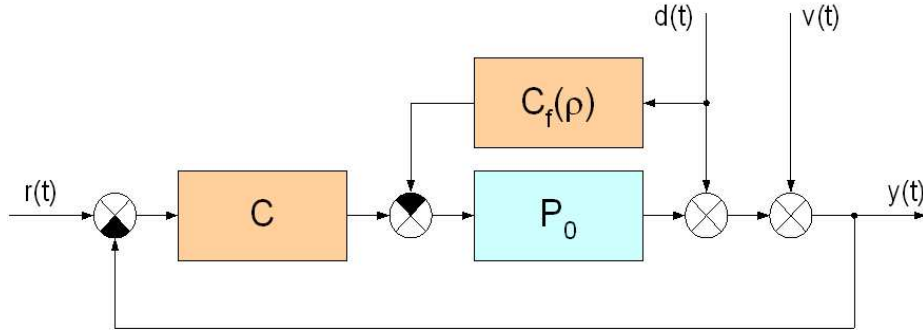 d(t)
v(t)
C_f(ρ)
r(t)
C
P_0
y(t)